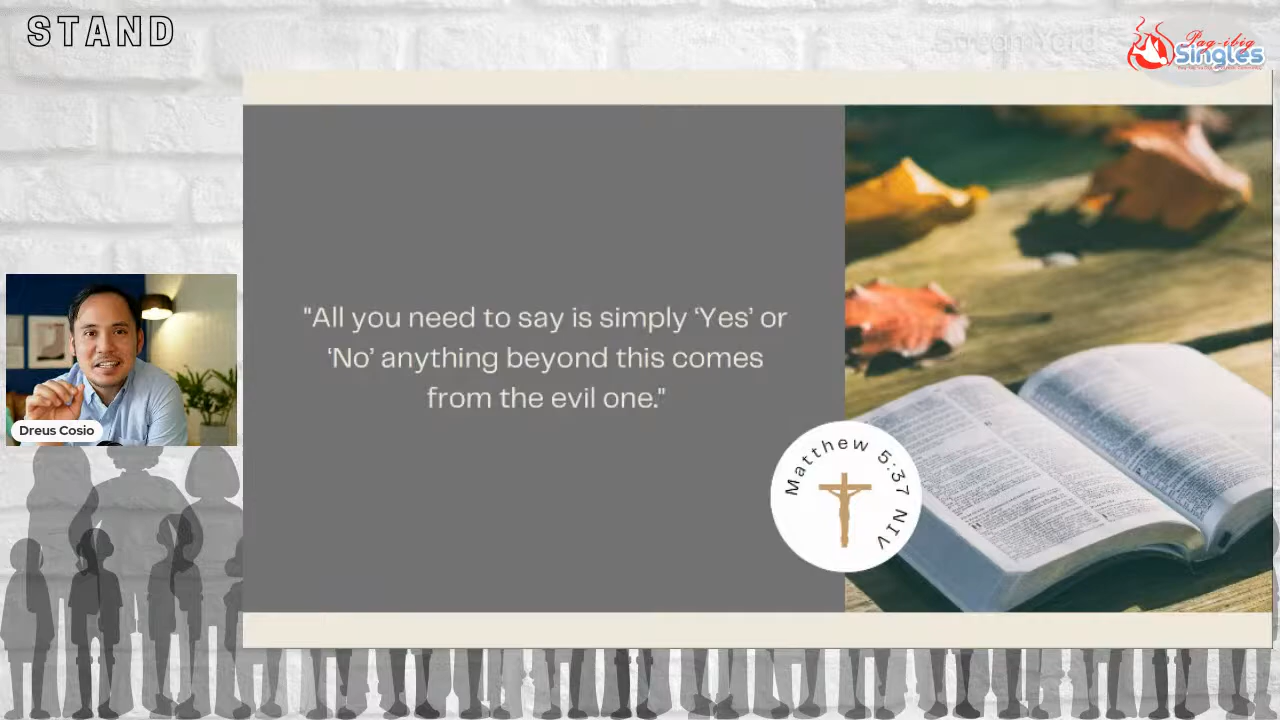 STAND
StreamYard
Pag-ibig
Singles
"All you need to say is simply ‘Yes’ or
‘No’ anything beyond this comes
from the evil one."
Matthew 5:37 NIV
Dreus Cosio